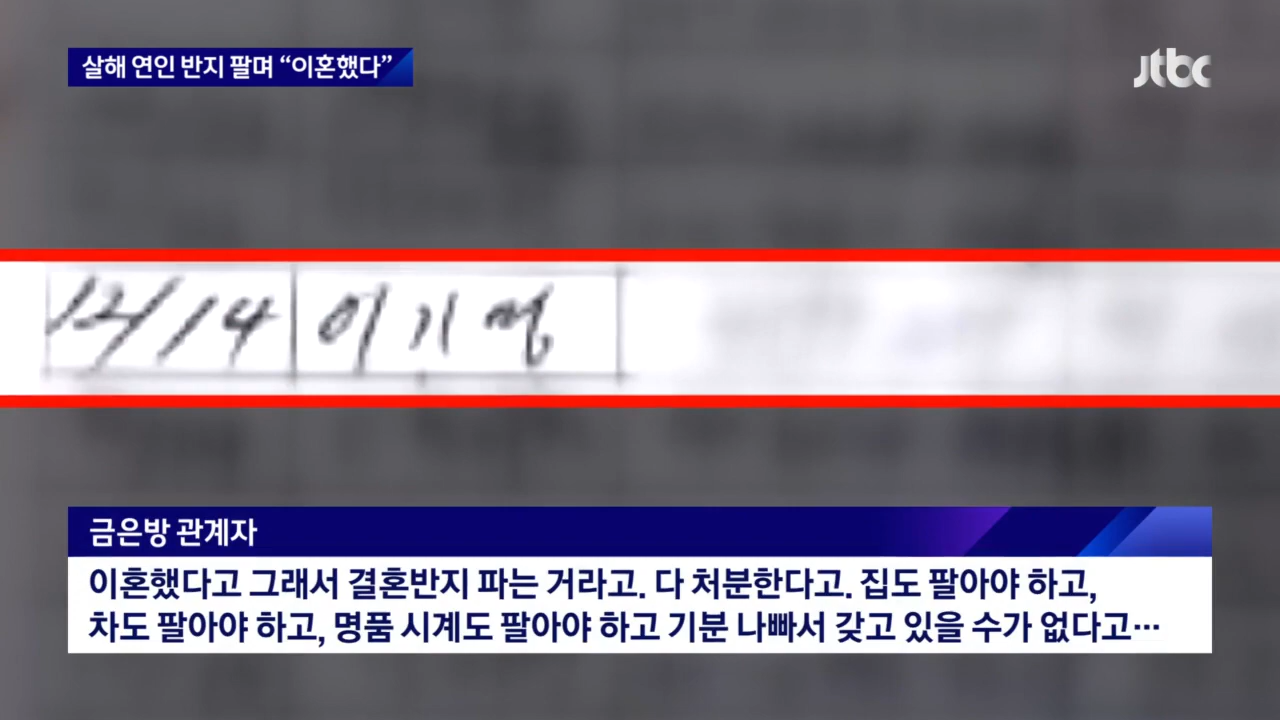 살해 연인 반지 팔며 “이혼했다”
jtbc
12/14 이기영
금은방 관계자
이혼했다고 그래서 결혼반지 파는 거라고. 다 처분한다고. 집도 팔아야 하고,
차도 팔아야 하고, 명품 시계도 팔아야 하고 기분 나빠서 갖고 있을 수가 없다고…